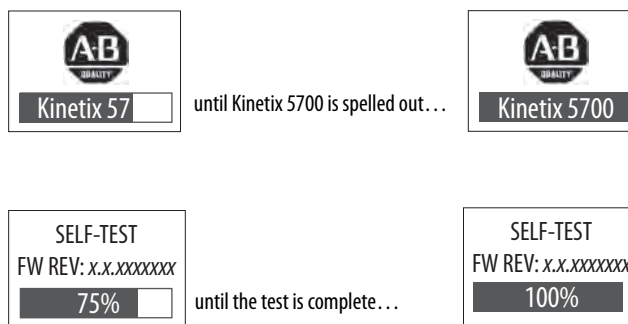 A-B
QUALITY
Kinetix 57
until Kinetix 5700 is spelled out...
A-B
QUALITY
Kinetix 5700
SELF-TEST
FW REV: x.x.xxxxxxx
75%
until the test is complete...
SELF-TEST
FW REV: x.x.xxxxxxx
100%